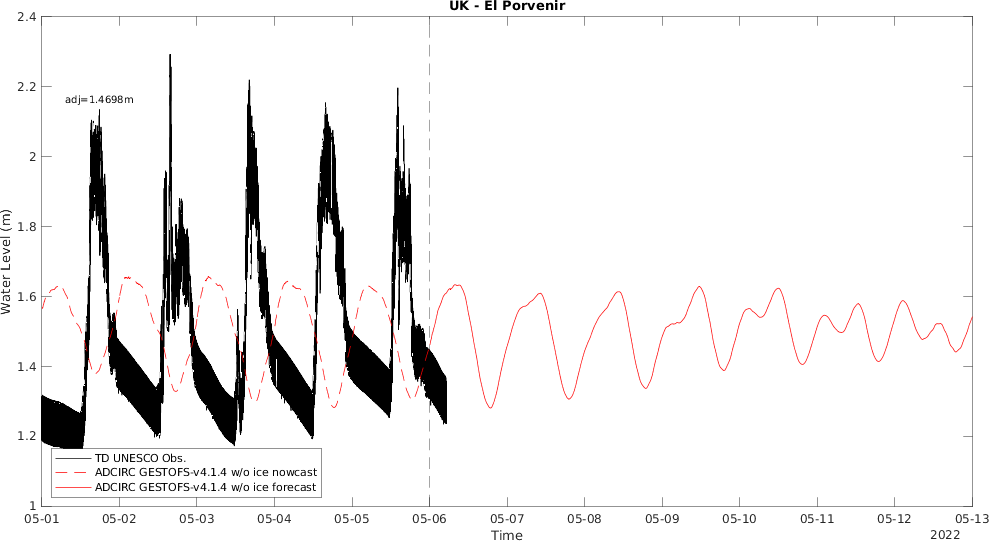 UK - El Porvenir
2.4
2.2
2
1.8
1.6
1.4
1.2
1
Water Level (m)
adj=1.4698m
TD UNESCO Obs.
ADCIRC GESTOFS-v4.1.4 w/o ice nowcast
ADCIRC GESTOFS-v4.1.4 w/o ice forecast
05-01 05-02 05-03 05-04 05-05 05-06 05-07 05-08 05-09 05-10 05-11 05-12 05-13
Time
2022